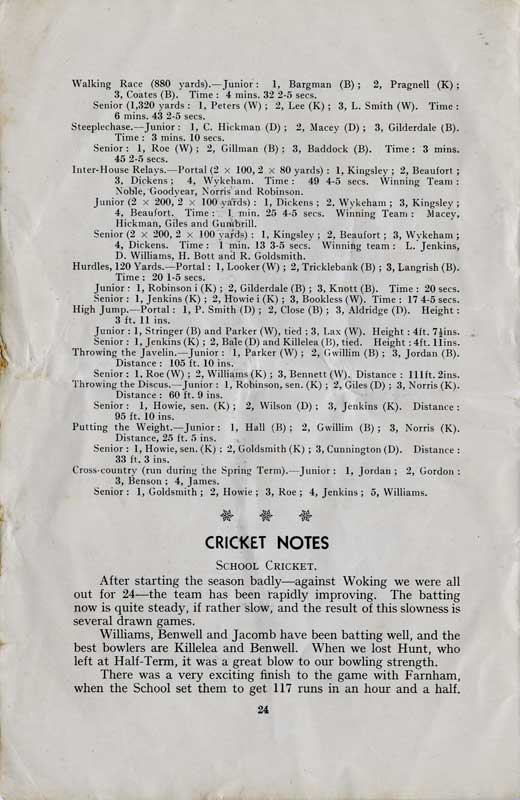 Walking Race (880 yards).—Junior: 1, Bargman (B); 2, Pragnell (K);
3, Coates (B). Time: 4 mins. 32 2-5 secs.
Senior (1,320 yards: 1, Peters (W); 2, Lee (K); 3, L. Smith (W). Time:
6 mins. 43 2-5 secs.
Steeplechase.—Junior: 1, C. Hickman (D); 2, Macey (D); 3, Gilderdale (B).
Time: 3 mins. 10 secs.
Senior: 1, Roe (W); 2, Gillman (B); 3, Baddock (B). Time: 3 mins.
45 2-5 secs.
Inter-House Relays.—Portal (2 × 100, 2 × 80 yards): 1, Kingsley; 2, Beaufort;
3, Dickens; 4, Wykeham. Time: 49 4-5 secs. Winning Team:
Noble, Goodyear, Norris and Robinson.
Junior (2 × 200, 2 × 100 yards): 1, Dickens; 2, Wykeham; 3, Kingsley;
4, Beaufort. Time: 1 min. 25 4-5 secs. Winning Team: Macey,
Hickman, Giles and Gumbrill.
Senior (2 × 200, 2 × 100 yards): 1, Kingsley; 2, Beaufort; 3, Wykeham;
4, Dickens. Time: 1 min. 13 3-5 secs. Winning team: L. Jenkins,
D. Williams, H. Bott and R. Goldsmith.
Hurdles, 120 Yards.—Portal: 1, Looker (W); 2, Tricklebank (B); 3, Langrish (B).
Time: 20 1-5 secs.
Junior: 1, Robinson i (K); 2, Gilderdale (B); 3, Knott (B). Time: 20 secs.
Senior: 1, Jenkins (K); 2, Howie i (K); 3, Bookless (W). Time: 17 4-5 secs.
High Jump.—Portal: 1, P. Smith (D); 2, Close (B); 3, Aldridge (D). Height:
3 ft. 11 ins.
Junior: 1, Stringer (B) and Parker (W), tied; 3, Lax (W). Height: 4ft. 7½ins.
Senior: 1, Jenkins (K); 2, Bale (D) and Killelea (B), tied. Height: 4ft. 11ins.
Throwing the Javelin.—Junior: 1, Parker (W); 2, Gwillim (B); 3, Jordan (B).
Distance: 105 ft. 10 ins.
Senior: 1, Roe (W); 2, Williams (K); 3, Bennett (W). Distance: 111ft. 2ins.
Throwing the Discus.—Junior: 1, Robinson, sen. (K); 2, Giles (D); 3, Norris (K).
Distance: 60 ft. 9 ins.
Senior: 1, Howie, sen. (K); 2, Wilson (D); 3, Jenkins (K). Distance:
95 ft. 10 ins.
Putting the Weight.—Junior: 1, Hall (B); 2, Gwillim (B); 3, Norris (K).
Distance, 25 ft. 5 ins.
Senior: 1, Howie, sen. (K); 2, Goldsmith (K); 3, Cunnington (D). Distance:
33 ft. 3 ins.
Cross-country (run during the Spring Term).—Junior: 1, Jordan; 2, Gordon:
3, Benson; 4, James.
Senior: 1, Goldsmith; 2, Howie; 3, Roe; 4, Jenkins; 5, Williams.
CRICKET NOTES
SCHOOL CRICKET.
After starting the season badly—against Woking we were all
out for 24—the team has been rapidly improving. The batting
now is quite steady, if rather slow, and the result of this slowness is
several drawn games.
Williams, Benwell and Jacomb have been batting well, and the
best bowlers are Killelea and Benwell. When we lost Hunt, who
left at Half-Term, it was a great blow to our bowling strength.
There was a very exciting finish to the game with Farnham,
when the School set them to get 117 runs in an hour and a half.
24